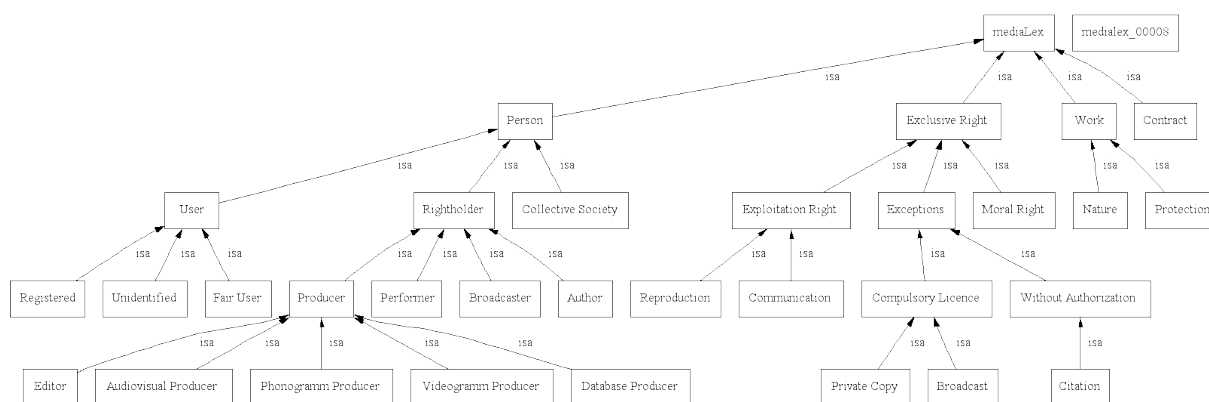 mediaLex
medialex_00008
isa
isa
isa
isa
Person
Exclusive Right
Work
Contract
isa
isa
isa
isa
isa
isa
isa
isa
User
Rightholder
Collective Society
Exploitation Right
Exceptions
Moral Right
Nature
Protection
isa
isa
isa
isa
isa
isa
isa
isa
isa
isa
isa
Registered
Unidentified
Fair User
Producer
Performer
Broadcaster
Author
Reproduction
Communication
Compulsory Licence
Without Authorization
isa
isa
isa
isa
isa
isa
isa
isa
Editor
Audiovisual Producer
Phonogramm Producer
Videogramm Producer
Database Producer
Private Copy
Broadcast
Citation